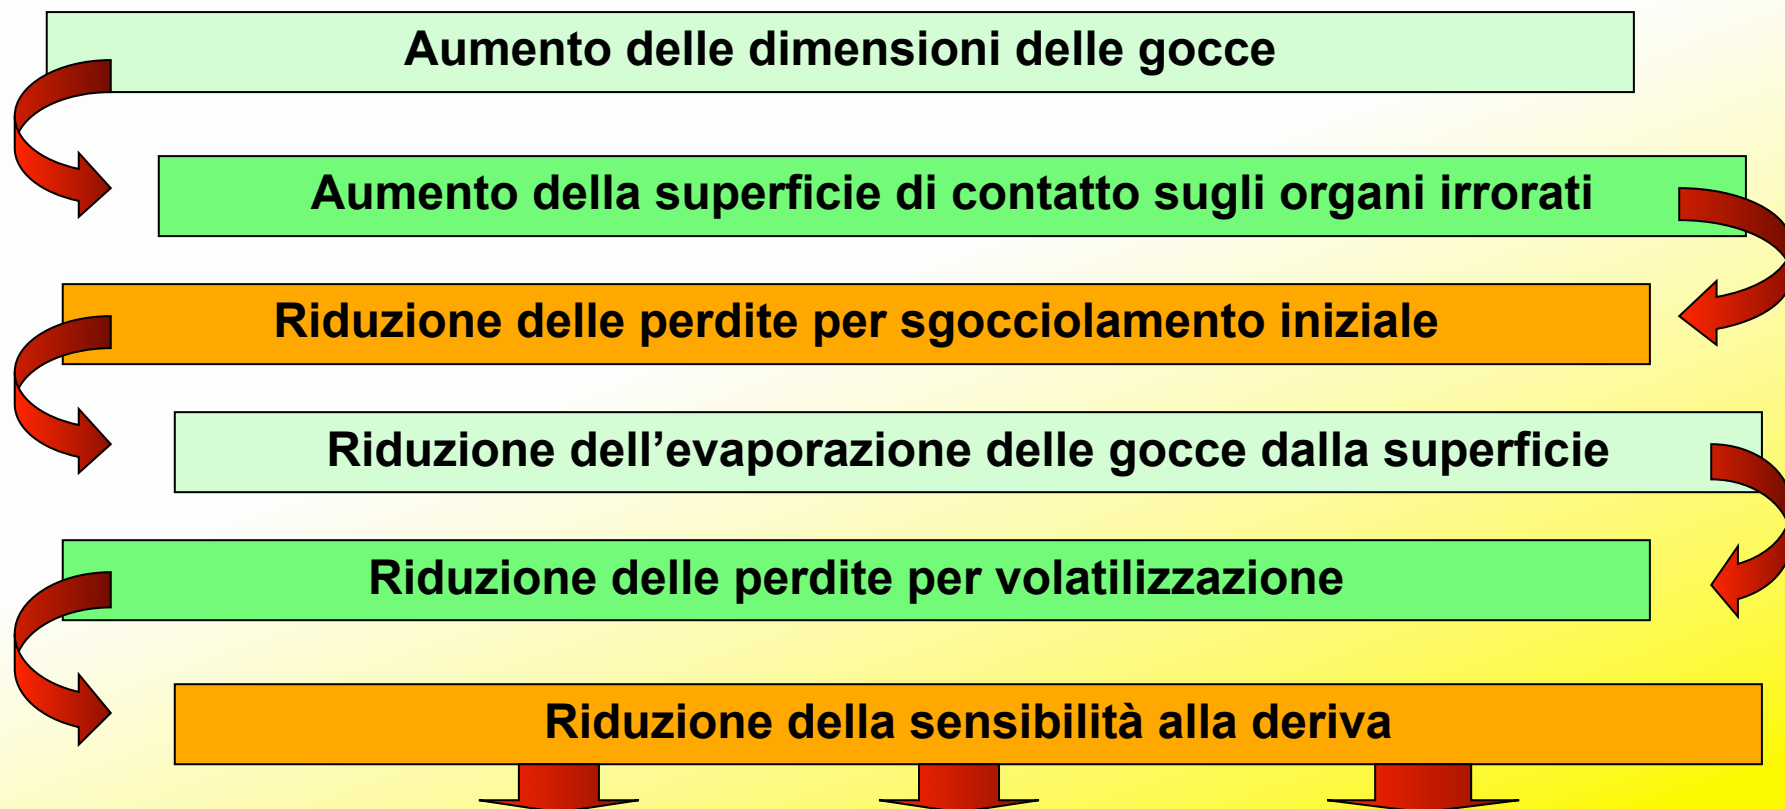 Aumento delle dimensioni delle gocce
Aumento della superficie di contatto sugli organi irrorati
Riduzione delle perdite per sgocciolamento iniziale
Riduzione dell’evaporazione delle gocce dalla superficie
Riduzione delle perdite per volatilizzazione
Riduzione della sensibilità alla deriva